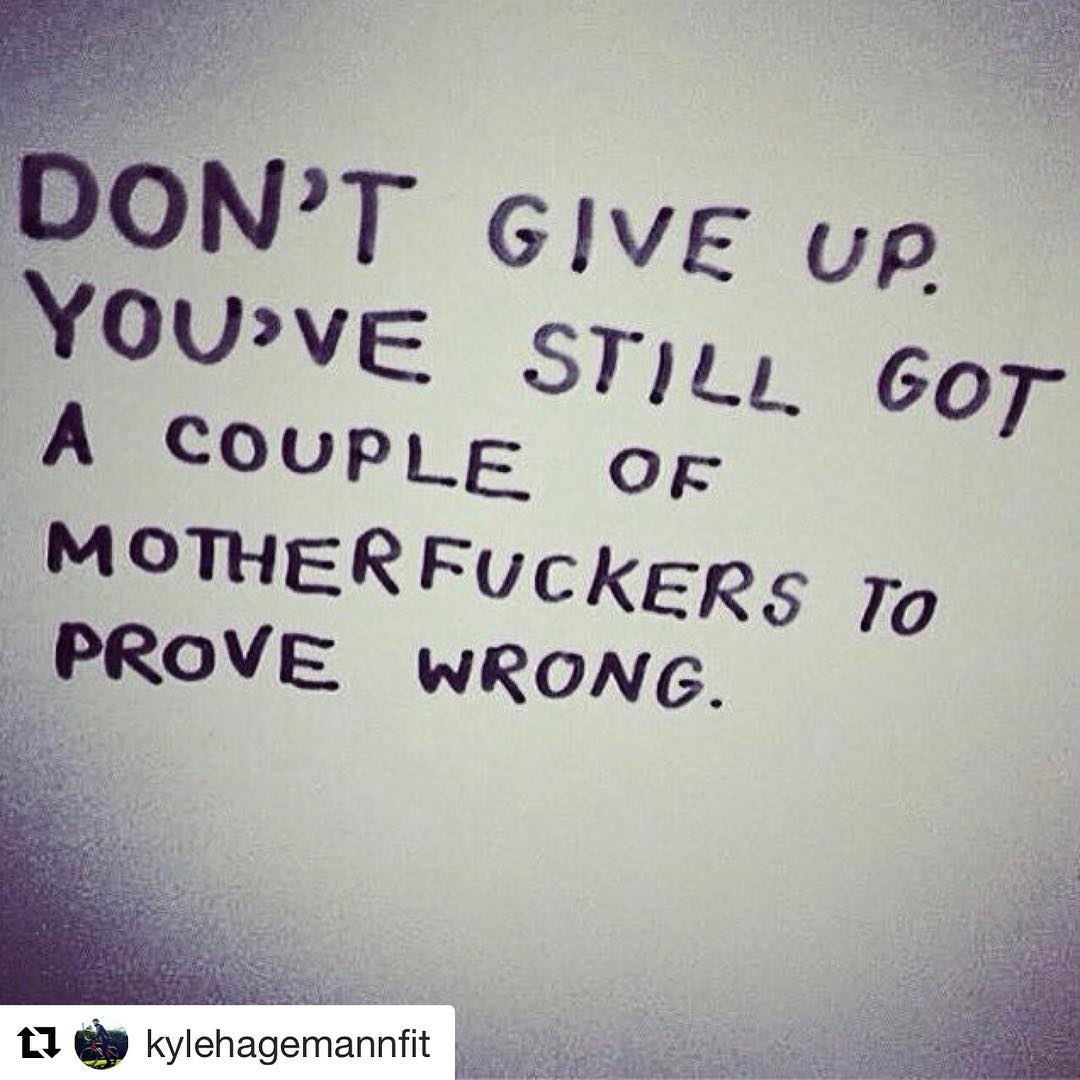 DON'T GIVE UP.
YOU'VE STILL GOT
A COUPLE OF
MOTHERFUCKERS TO
PROVE WRONG.
kylehagemannfit